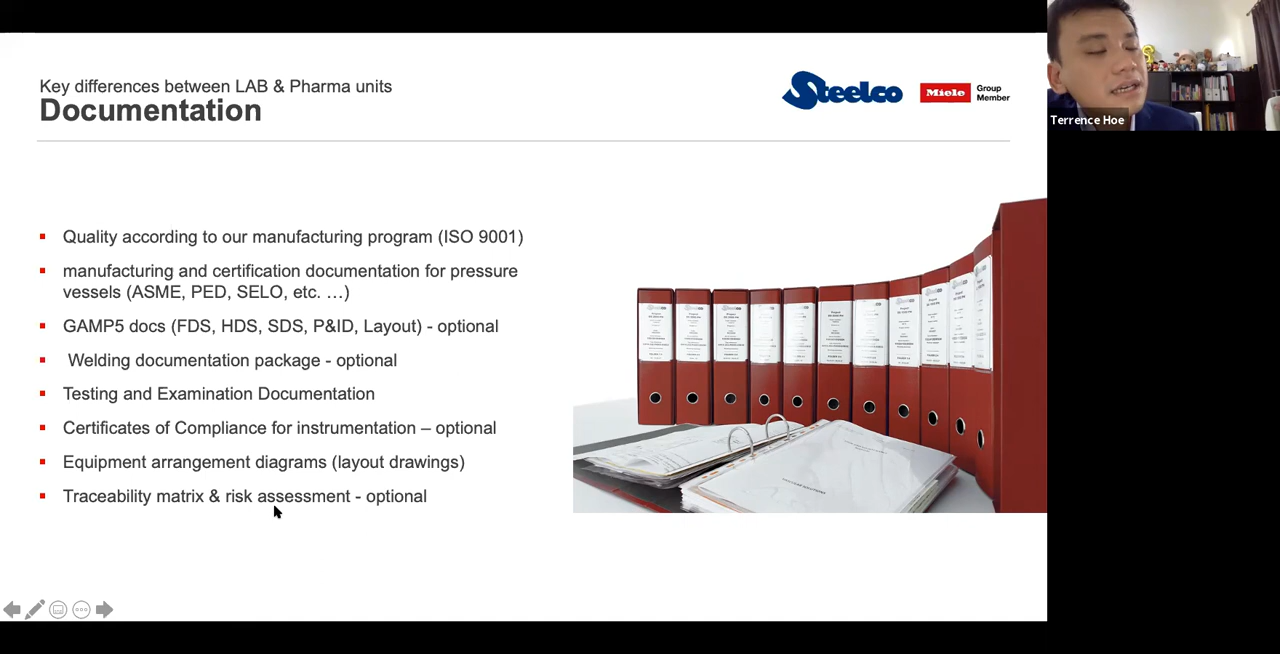 Key differences between LAB & Pharma units
Documentation
Steelco
Miele
Group
Member
Terrence Hoe
Quality according to our manufacturing program (ISO 9001)
manufacturing and certification documentation for pressure
vessels (ASME, PED, SELO, etc. …)
GAMP5 docs (FDS, HDS, SDS, P&ID, Layout) - optional
Welding documentation package - optional
Testing and Examination Documentation
Certificates of Compliance for instrumentation – optional
Equipment arrangement diagrams (layout drawings)
Traceability matrix & risk assessment - optional